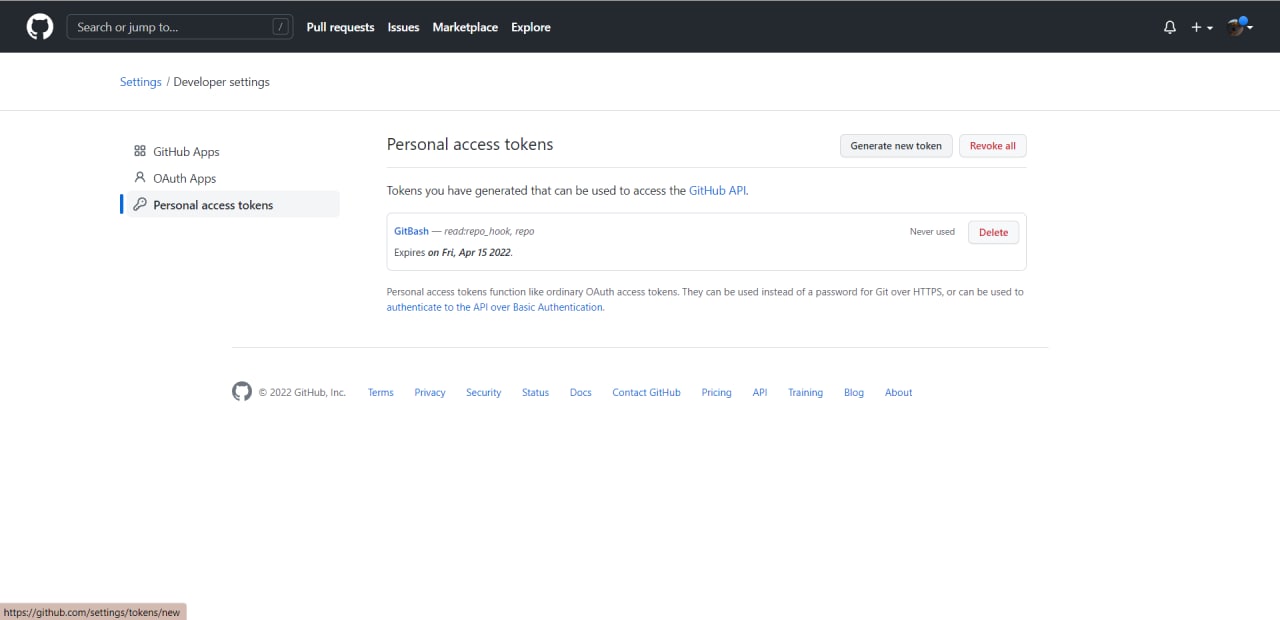 Search or jump to... /
Pull requests Issues Marketplace Explore
Settings / Developer settings
GitHub Apps
OAuth Apps
Personal access tokens
Personal access tokens
Generate new token Revoke all
Tokens you have generated that can be used to access the GitHub API.
GitBash — read:repo_hook, repo Never used Delete
Expires on Fri, Apr 15 2022.
Personal access tokens function like ordinary OAuth access tokens. They can be used instead of a password for Git over HTTPS, or can be used to
authenticate to the API over Basic Authentication.
© 2022 GitHub, Inc. Terms Privacy Security Status Docs Contact GitHub Pricing API Training Blog About
https://github.com/settings/tokens/new